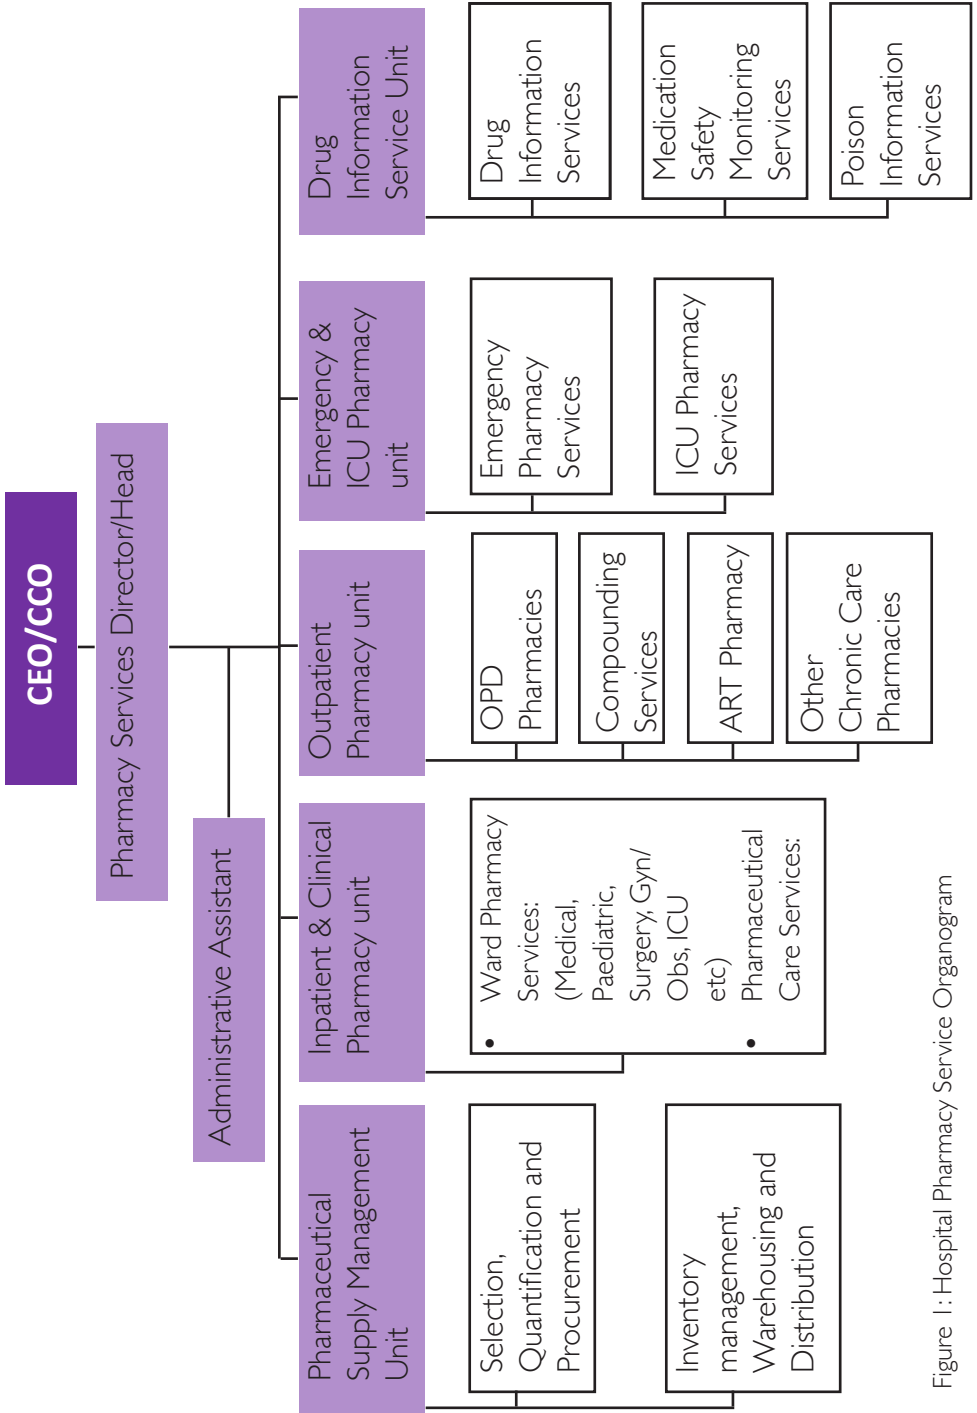 CEO/CCO
Pharmacy Services Director/Head
Administrative Assistant
Pharmaceutical
Supply Management
Unit
Selection,
Quantification and
Procurement
Inventory
management,
Warehousing and
Distribution
Inpatient & Clinical
Pharmacy unit
• Ward Pharmacy
Services:
(Medical,
Paediatric,
Surgery, Gyn/
Obs, ICU
etc)
• Pharmaceutical
Care Services:
Outpatient
Pharmacy unit
OPD
Pharmacies
Compounding
Services
ART Pharmacy
Other
Chronic Care
Pharmacies
Emergency &
ICU Pharmacy
unit
Emergency
Pharmacy
Services
ICU Pharmacy
Services
Drug
Information
Service Unit
Drug
Information
Services
Medication
Safety
Monitoring
Services
Poison
Information
Services
Figure 1: Hospital Pharmacy Service Organogram